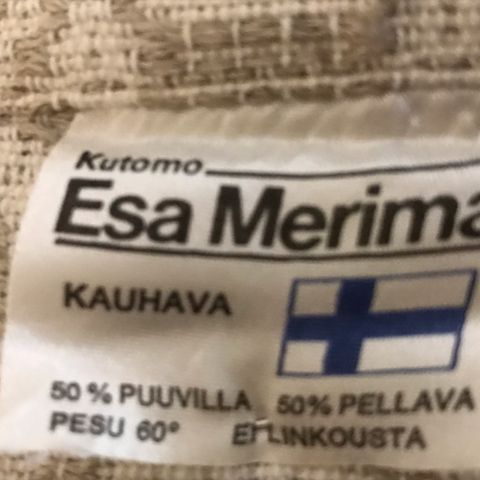 Kutomo
Esa Merima
KAUHAVA
50 % PUUVILLA 50% PELLAVA
PESU 60° EI LINKOUSTA